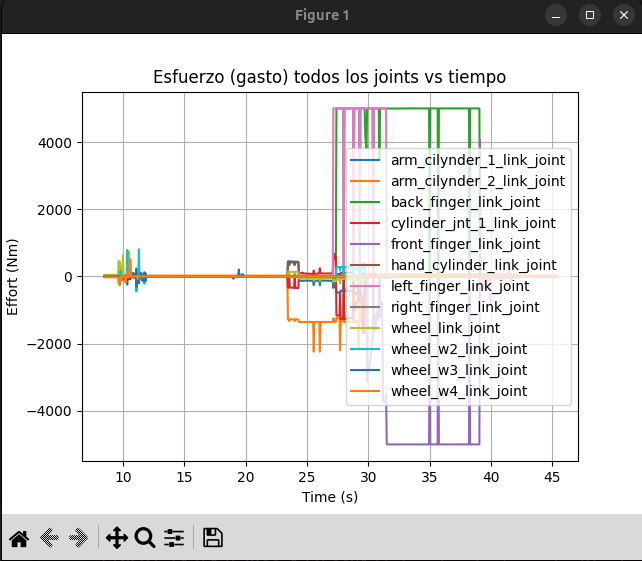 Figure 1
Esfuerzo (gasto) todos los joints vs tiempo
Effort (Nm)
4000
2000
0
−2000
−4000
arm_cilynder_1_link_joint
arm_cilynder_2_link_joint
back_finger_link_joint
cylinder_jnt_1_link_joint
front_finger_link_joint
hand_cylinder_link_joint
left_finger_link_joint
right_finger_link_joint
wheel_link_joint
wheel_w2_link_joint
wheel_w3_link_joint
wheel_w4_link_joint
10 15 20 25 30 35 40 45
Time (s)